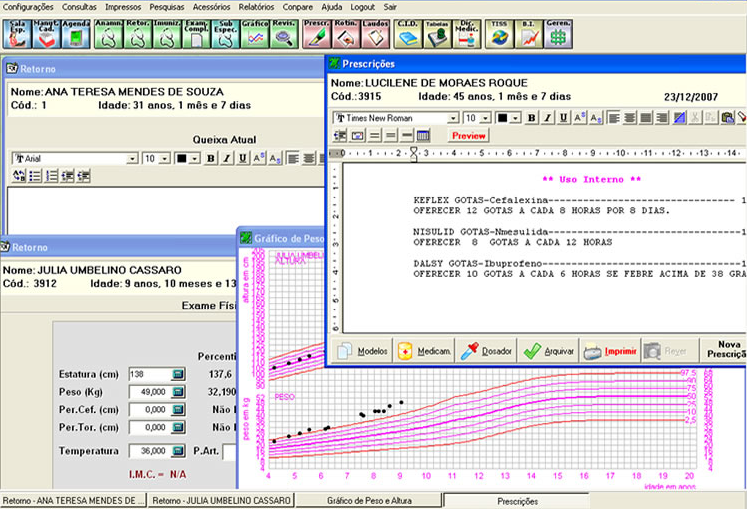 Configurações Consultas Impressos Pesquisas Acessórios Relatórios Conpare Ajuda Logout Sair
Sala Esp. Manut. Cad. Agenda Anamn. Retor. Imuniz. Exam. Compl. Sub Espec. Gráfico Revis. Prescr. Rotin. Laudos C.I.D. Tabelas Dic. Medic. TISS B.I. Geren.
Retorno
Nome: ANA TERESA MENDES DE SOUZA
Cód.: 1 Idade: 31 anos, 1 mês e 7 dias
Queixa Atual
Arial 10 B I U
Prescrições
Nome: LUCILENE DE MORAES ROQUE
Cód.: 3915 Idade: 45 anos, 1 mês e 7 dias 23/12/2007
Times New Roman 10 B I U
Preview
0 1 2 3 4 5 6 7 8 9 10 11 12 13 14
** Uso Interno **
KEFLEX GOTAS-Cefalexina 1
OFERECER 12 GOTAS A CADA 8 HORAS POR 8 DIAS.
NISULID GOTAS-Nmesulida 1
OFERECER 8 GOTAS A CADA 12 HORAS
DALSY GOTAS-Ibuprofeno 1
OFERECER 10 GOTAS A CADA 6 HORAS SE FEBRE ACIMA DE 38 GRA
Modelos Medicam. Dosador Arquivar Imprimir Rever Nova Prescriçã
Retorno
Nome: JULIA UMBELINO CASSARO
Cód.: 3912 Idade: 9 anos, 10 meses e 13
Exame Físi
Percenti
Estatura (cm) 138 137,6
Peso (Kg) 49,000 32,190
Per.Cef. (cm) 0,000 Não
Per.Tor. (cm) 0,000 Não
Temperatura 36,000 P.Art.
I.M.C. = N/A
Gráfico de Peso
ALTURA
altura em cm
PESO
peso em kg
97,5
90
75
50
25
10
2,5
4 5 6 7 8 9 10 11 12 13 14 15 16 17 18 19 20
idade em anos
Retorno - ANA TERESA MENDES DE ... Retorno - JULIA UMBELINO CASSARO Gráfico de Peso e Altura Prescrições